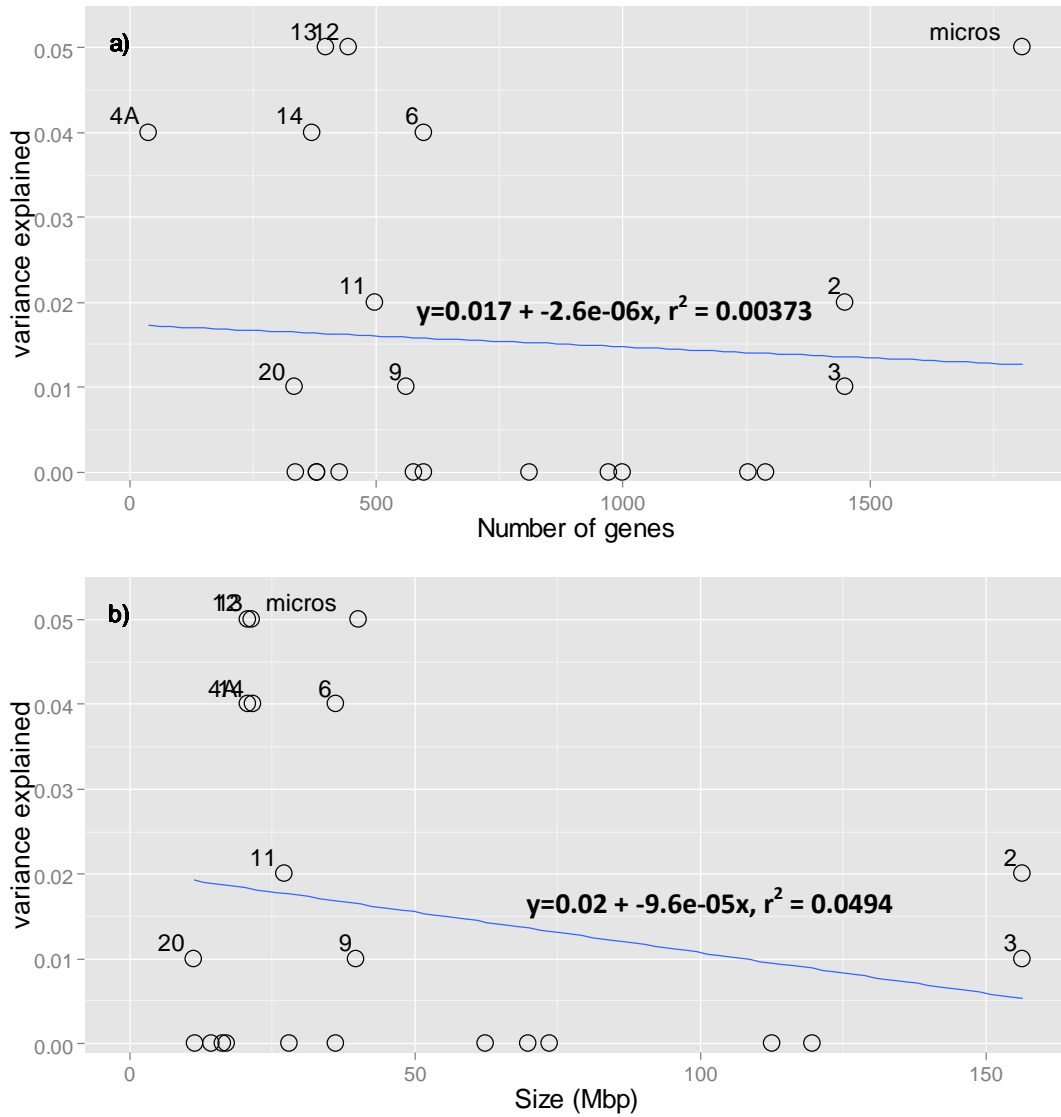 a)
1312
micros
0.05
4A
14
6
0.04
0.03
11
2
0.02
y=0.017 + -2.6e-06x, r² = 0.00373
20
9
3
0.01
0.00
0
500
1000
1500
Number of genes
variance explained
b)
12 13
micros
0.05
4A 14
6
0.04
0.03
11
2
0.02
y=0.02 + -9.6e-05x, r² = 0.0494
20
9
3
0.01
0.00
0
50
100
150
Size (Mbp)
variance explained